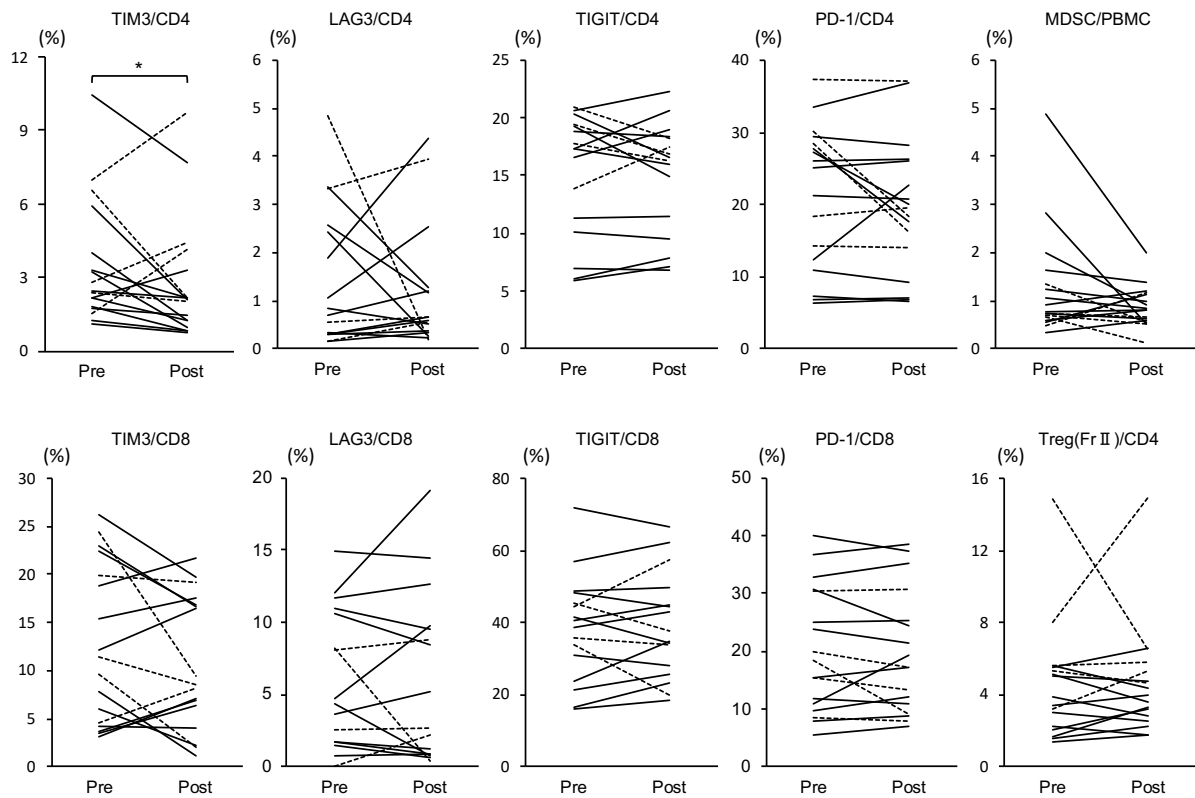 TIM3/CD4 LAG3/CD4 TIGIT/CD4 PD-1/CD4 MDSC/PBMC
(%) (%) (%) (%) (%)
12 6 25 40 6
5
20
9 30 5
4 4
15
6 3 20 3
10
2 2
3 10
5
1 1
0 0 0 0 0
Pre Post Pre Post Pre Post Pre Post Pre Post
*
TIM3/CD8 LAG3/CD8 TIGIT/CD8 PD-1/CD8 Treg(Fr II)/CD4
(%) (%) (%) (%) (%)
30 20 80 50 16
25
40 12
15 60
20
30
15 10 40 8
20
10
5 20 4
5 10
0 0 0 0 0
Pre Post Pre Post Pre Post Pre Post Pre Post